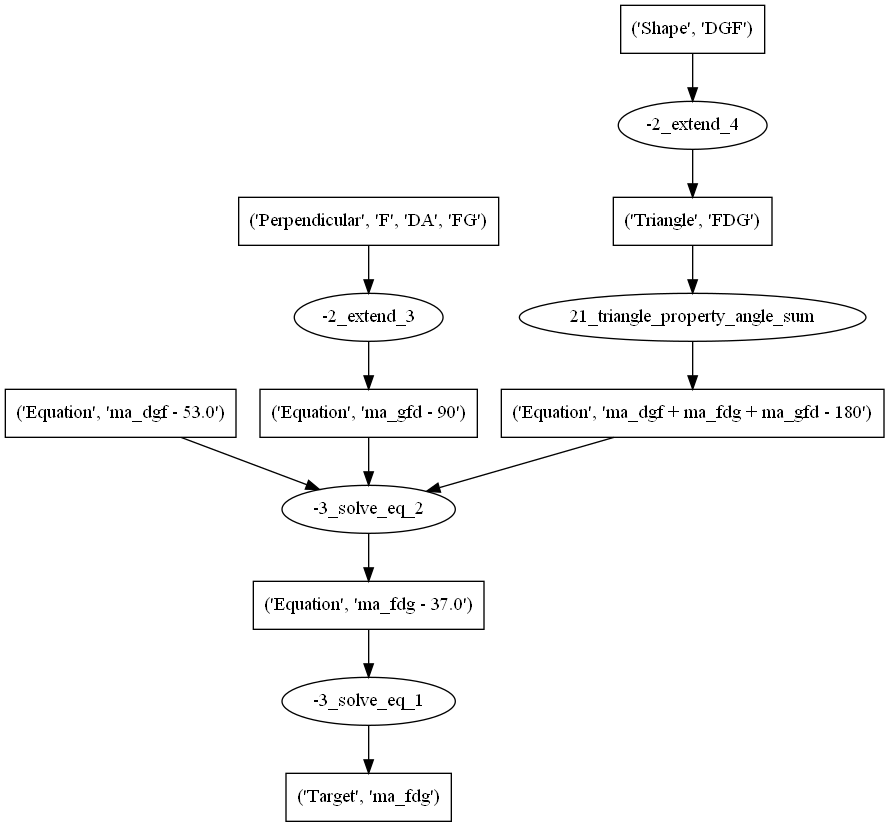 ('Shape', 'DGF')
-2_extend_4
('Perpendicular', 'F', 'DA', 'FG')
('Triangle', 'FDG')
-2_extend_3
21_triangle_property_angle_sum
('Equation', 'ma_dgf - 53.0')
('Equation', 'ma_gfd - 90')
('Equation', 'ma_dgf + ma_fdg + ma_gfd - 180')
-3_solve_eq_2
('Equation', 'ma_fdg - 37.0')
-3_solve_eq_1
('Target', 'ma_fdg')